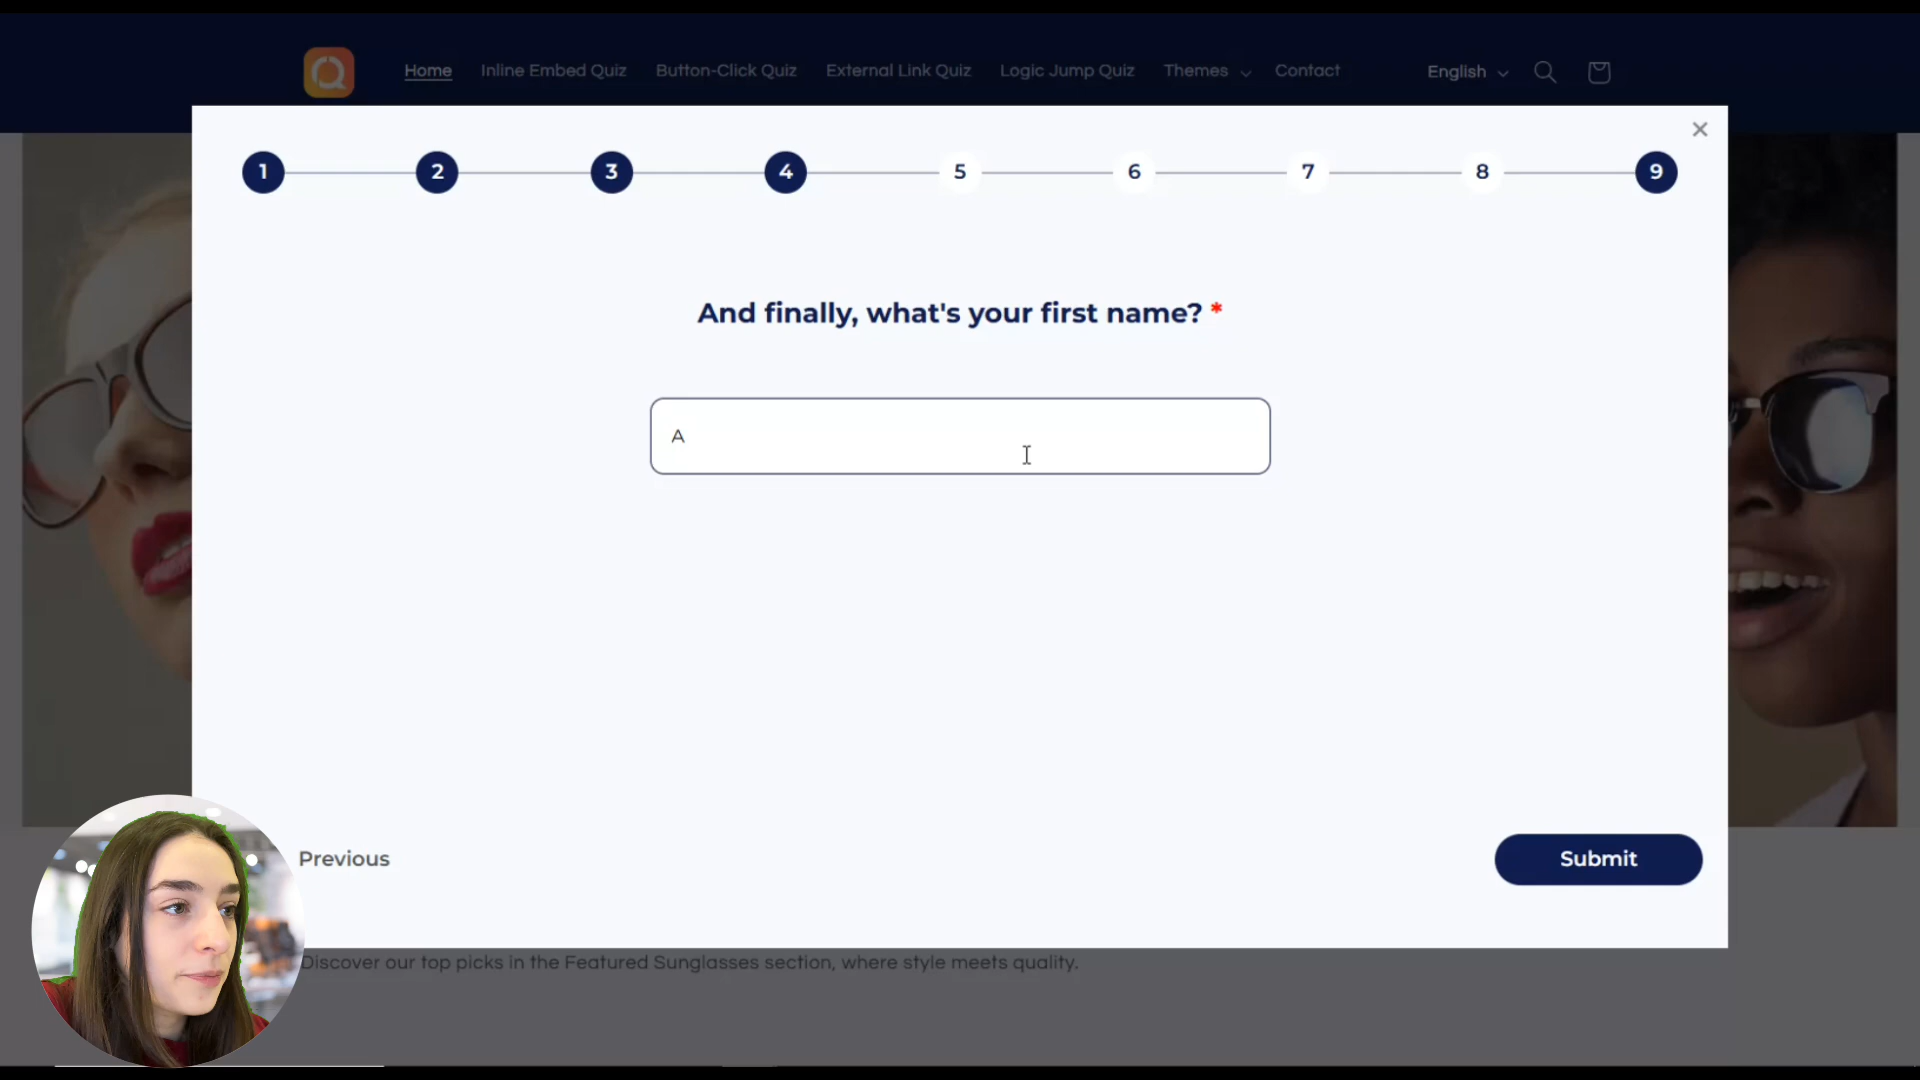 Home Inline Embed Quiz Button-Click Quiz External Link Quiz Logic Jump Quiz Themes Contact English
1 2 3 4 5 6 7 8 9
And finally, what's your first name? *
A
Previous Submit
Discover our top picks in the Featured Sunglasses section, where style meets quality.